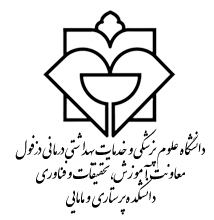 دانشگاه علوم پزشکی و خدمات بهداشتی درمانی دزفول
معاونت آموزش، تحقیقات و فناوری
دانشکده پرستاری و مامایی